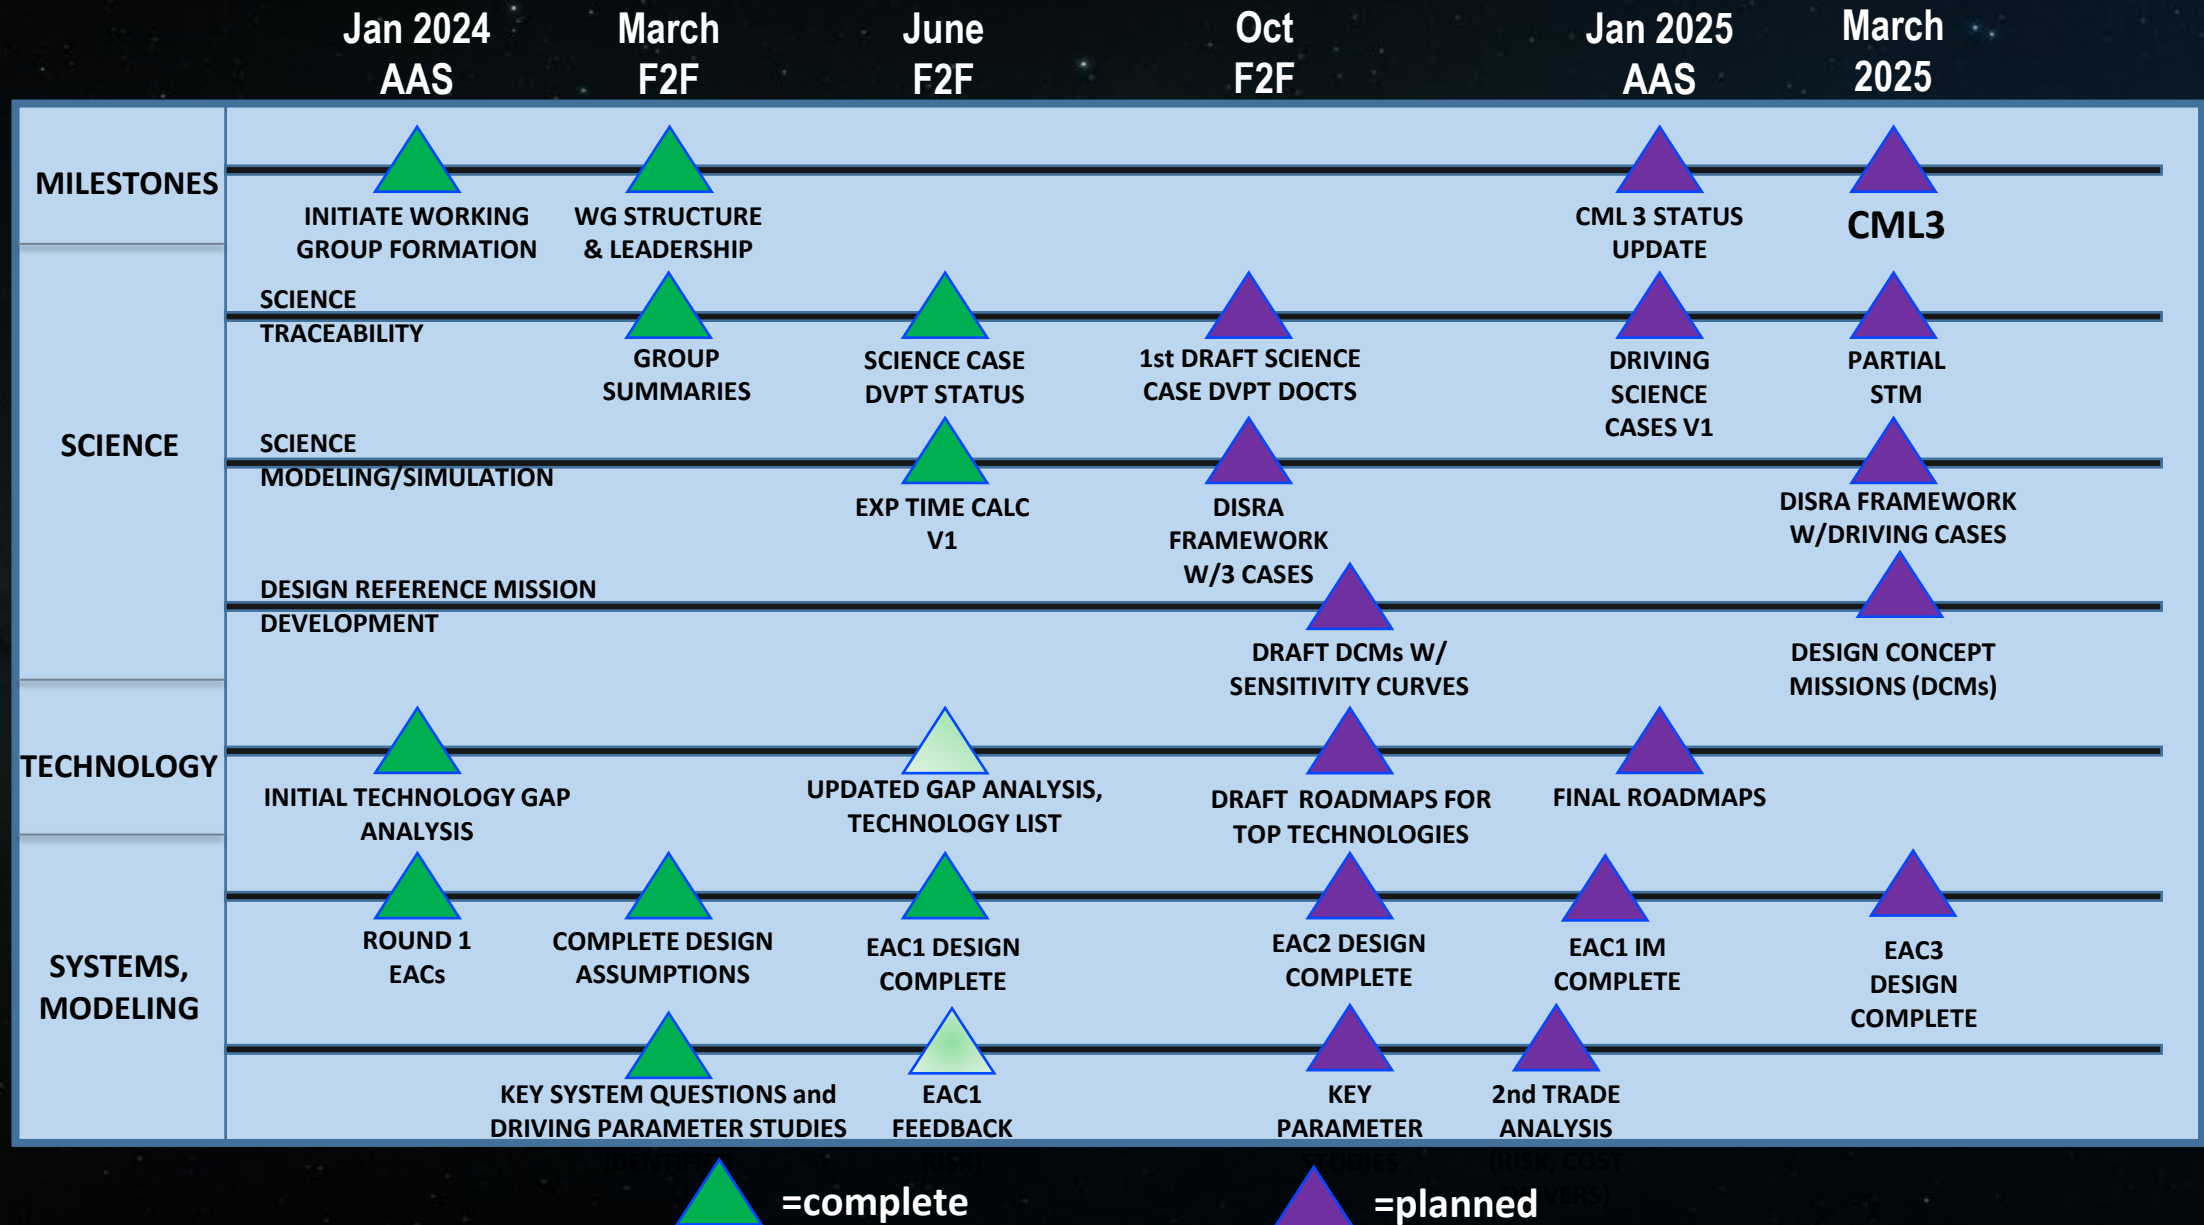 Jan 2024
AAS
March
F2F
June
F2F
Oct
F2F
Jan 2025
AAS
March
2025
MILESTONES
INITIATE WORKING
GROUP FORMATION
WG STRUCTURE
& LEADERSHIP
CML 3 STATUS
UPDATE
CML3
SCIENCE
SCIENCE
TRACEABILITY
GROUP
SUMMARIES
SCIENCE CASE
DVPT STATUS
1st DRAFT SCIENCE
CASE DVPT DOCTS
DRIVING
SCIENCE
CASES V1
PARTIAL
STM
SCIENCE
MODELING/SIMULATION
EXP TIME CALC
V1
DISRA
FRAMEWORK
W/3 CASES
DISRA FRAMEWORK
W/DRIVING CASES
DESIGN REFERENCE MISSION
DEVELOPMENT
DRAFT DCMs W/
SENSITIVITY CURVES
DESIGN CONCEPT
MISSIONS (DCMs)
TECHNOLOGY
INITIAL TECHNOLOGY GAP
ANALYSIS
UPDATED GAP ANALYSIS,
TECHNOLOGY LIST
DRAFT ROADMAPS FOR
TOP TECHNOLOGIES
FINAL ROADMAPS
SYSTEMS,
MODELING
ROUND 1
EACs
COMPLETE DESIGN
ASSUMPTIONS
EAC1 DESIGN
COMPLETE
EAC2 DESIGN
COMPLETE
EAC1 IM
COMPLETE
EAC3
DESIGN
COMPLETE
KEY SYSTEM QUESTIONS and
DRIVING PARAMETER STUDIES
EAC1
FEEDBACK
RISK)
KEY
PARAMETER
STUDIES
2nd TRADE
ANALYSIS
(RISK, COST
=complete
=planned